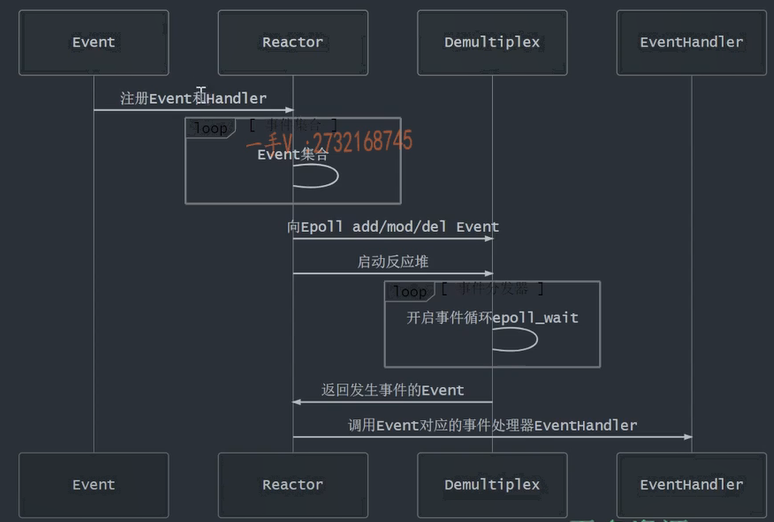 Event Reactor Demultiplex EventHandler
注册Event和Handler
loop [ 事件集合 ]
一手V:2732168745
Event集合
向Epoll add/mod/del Event
启动反应堆
loop [ 事件分发器 ]
开启事件循环epoll_wait
返回发生事件的Event
调用Event对应的事件处理器EventHandler
Event Reactor Demultiplex EventHandler